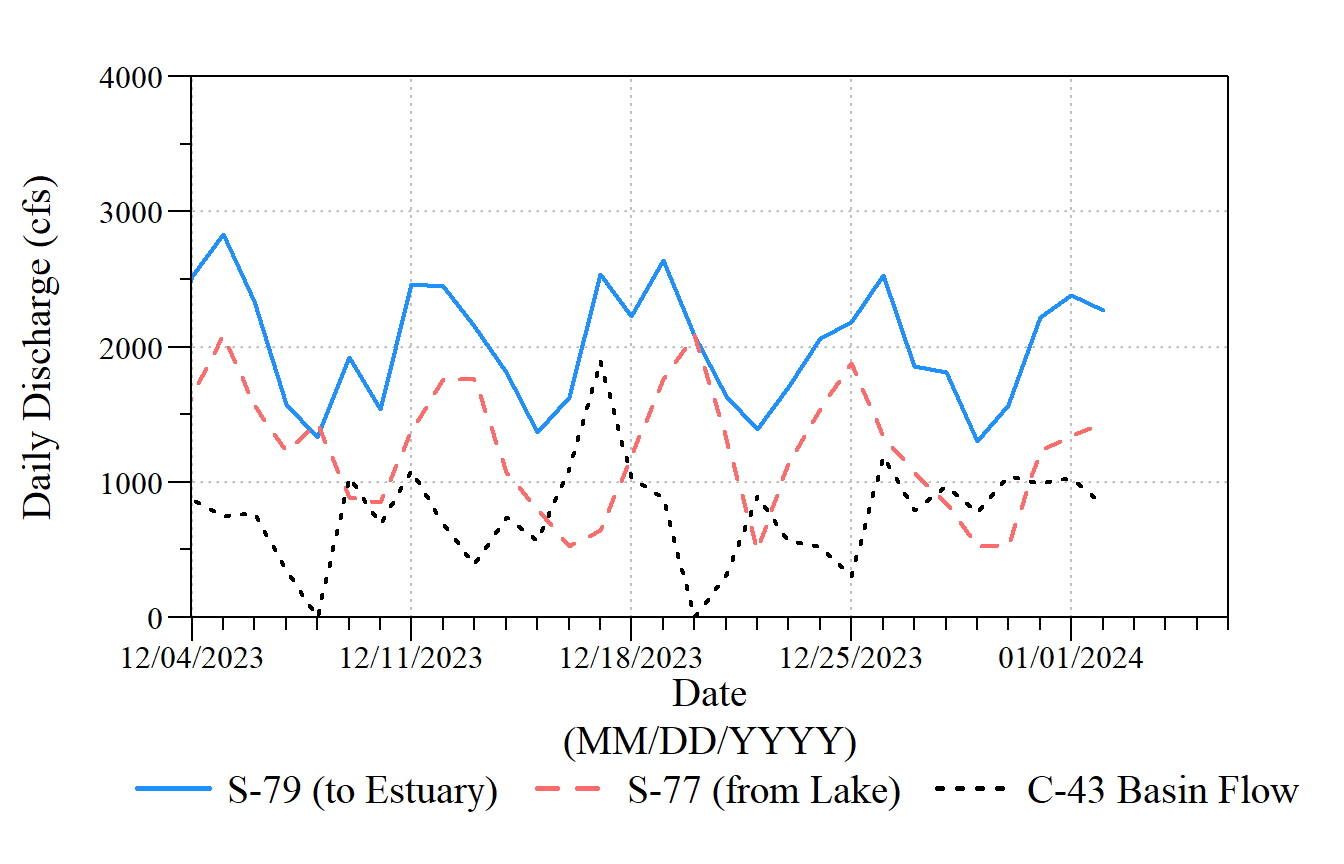 4000
3000
2000
1000
0
Daily Discharge (cfs)
12/04/2023 12/11/2023 12/18/2023 12/25/2023 01/01/2024
Date
(MM/DD/YYYY)
S-79 (to Estuary) S-77 (from Lake) C-43 Basin Flow